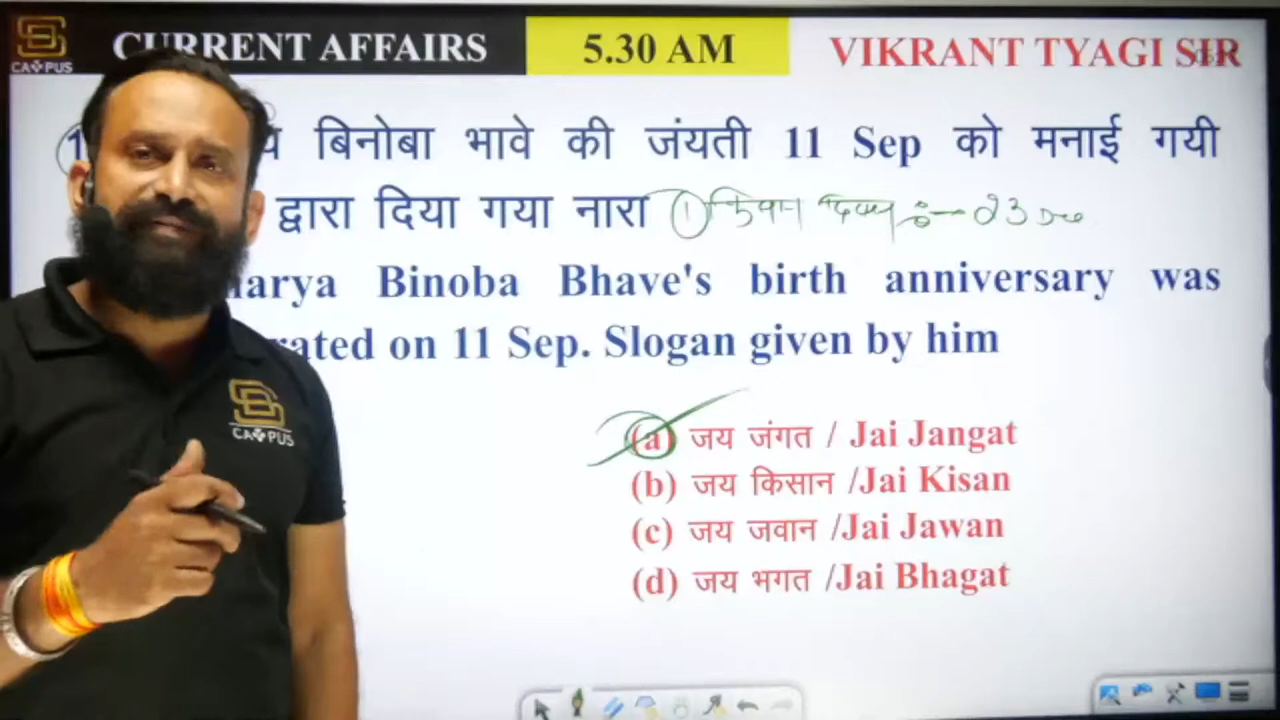 CAMPUS
CURRENT AFFAIRS
5.30 AM
VIKRANT TYAGI SIR
बिनोबा भावे की जंयती 11 Sep को मनाई गयी
द्वारा दिया गया नारा
Binoba Bhave's birth anniversary was
on 11 Sep. Slogan given by him
(a) जय जंगत / Jai Jangat
(b) जय किसान /Jai Kisan
(c) जय जवान /Jai Jawan
(d) जय भगत /Jai Bhagat
CAMPUS